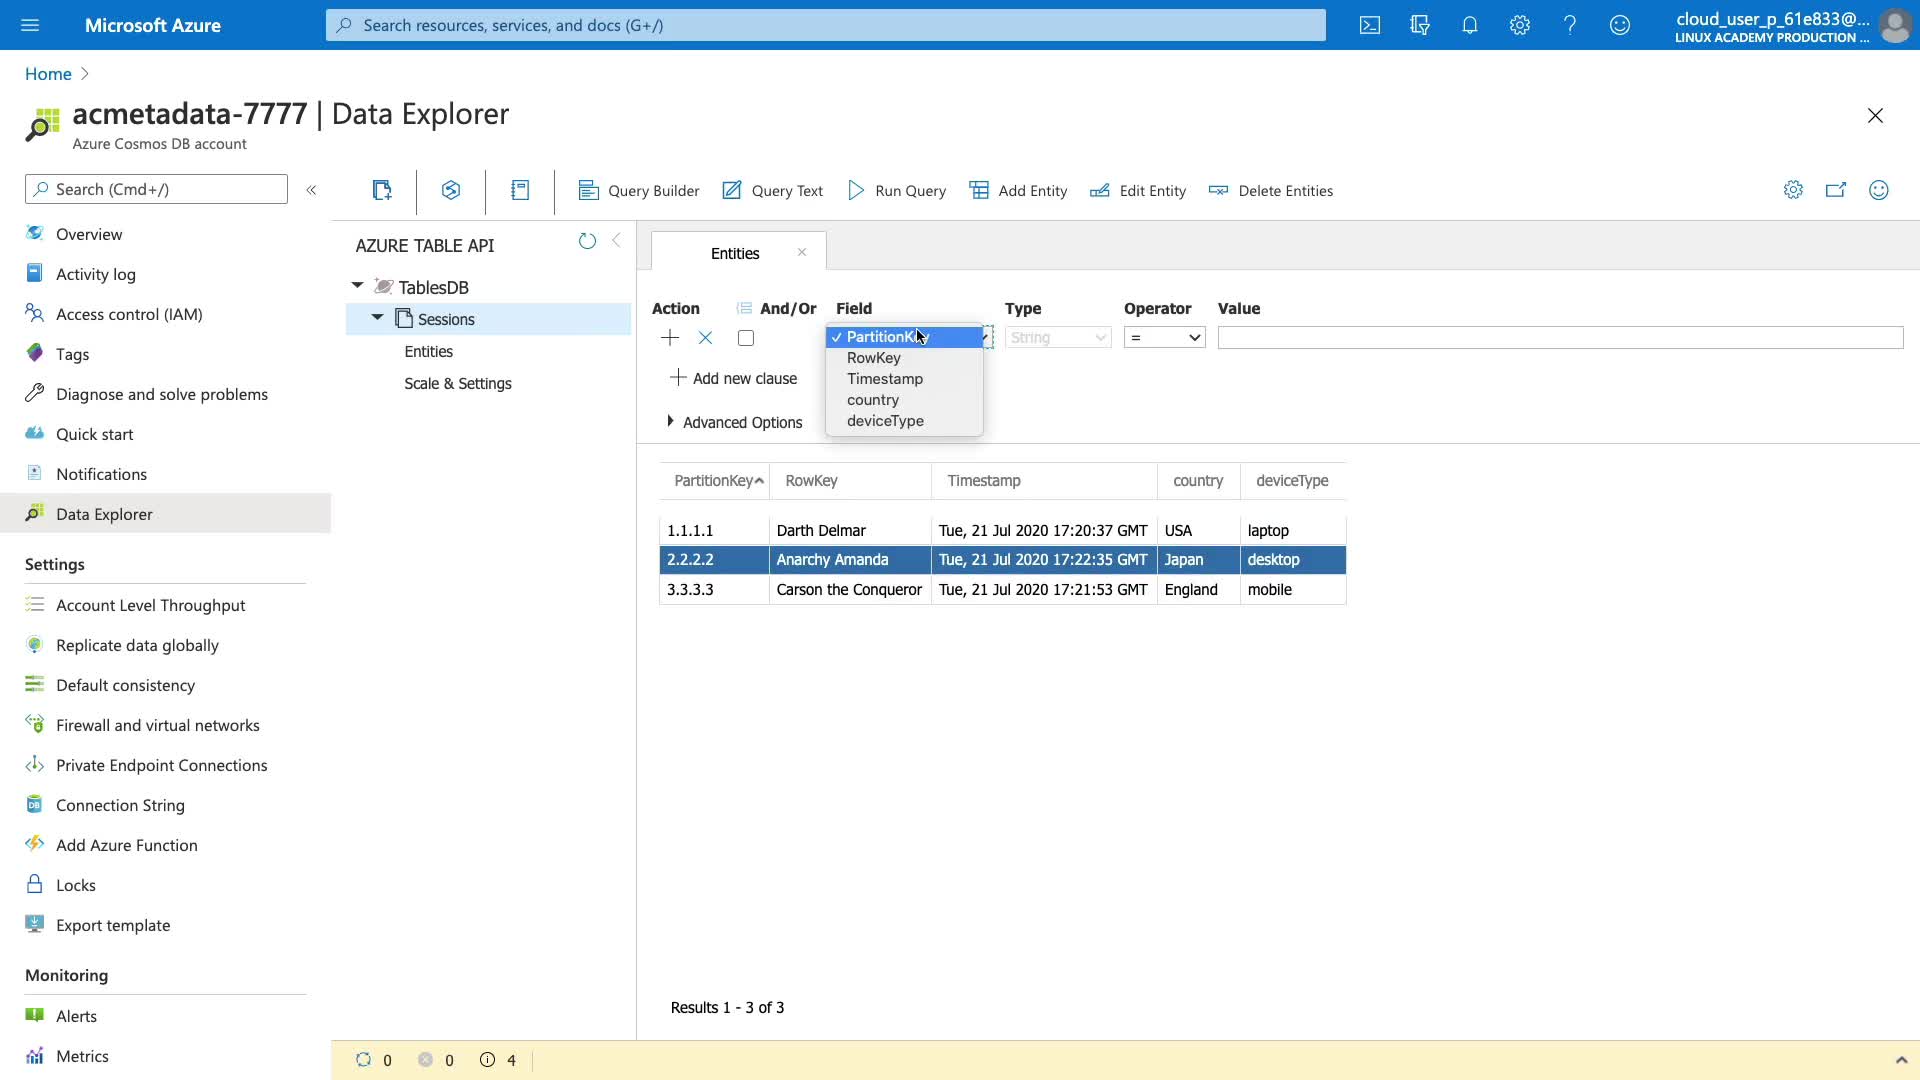 Microsoft Azure
Search resources, services, and docs (G+/)
cloud_user_p_61e833@...
LINUX ACADEMY PRODUCTION ...
Home
acmetadata-7777 | Data Explorer
Azure Cosmos DB account
Search (Cmd+/)
Overview
Activity log
Access control (IAM)
Tags
Diagnose and solve problems
Quick start
Notifications
Data Explorer
Settings
Account Level Throughput
Replicate data globally
Default consistency
Firewall and virtual networks
Private Endpoint Connections
Connection String
Add Azure Function
Locks
Export template
Monitoring
Alerts
Metrics
Query Builder
Query Text
Run Query
Add Entity
Edit Entity
Delete Entities
AZURE TABLE API
TablesDB
Sessions
Entities
Scale & Settings
Entities
Action And/Or Field Type Operator Value
PartitionKey String =
RowKey
Timestamp
country
deviceType
Add new clause
Advanced Options
PartitionKey RowKey Timestamp country deviceType
1.1.1.1 Darth Delmar Tue, 21 Jul 2020 17:20:37 GMT USA laptop
2.2.2.2 Anarchy Amanda Tue, 21 Jul 2020 17:22:35 GMT Japan desktop
3.3.3.3 Carson the Conqueror Tue, 21 Jul 2020 17:21:53 GMT England mobile
Results 1 - 3 of 3
0 0 4